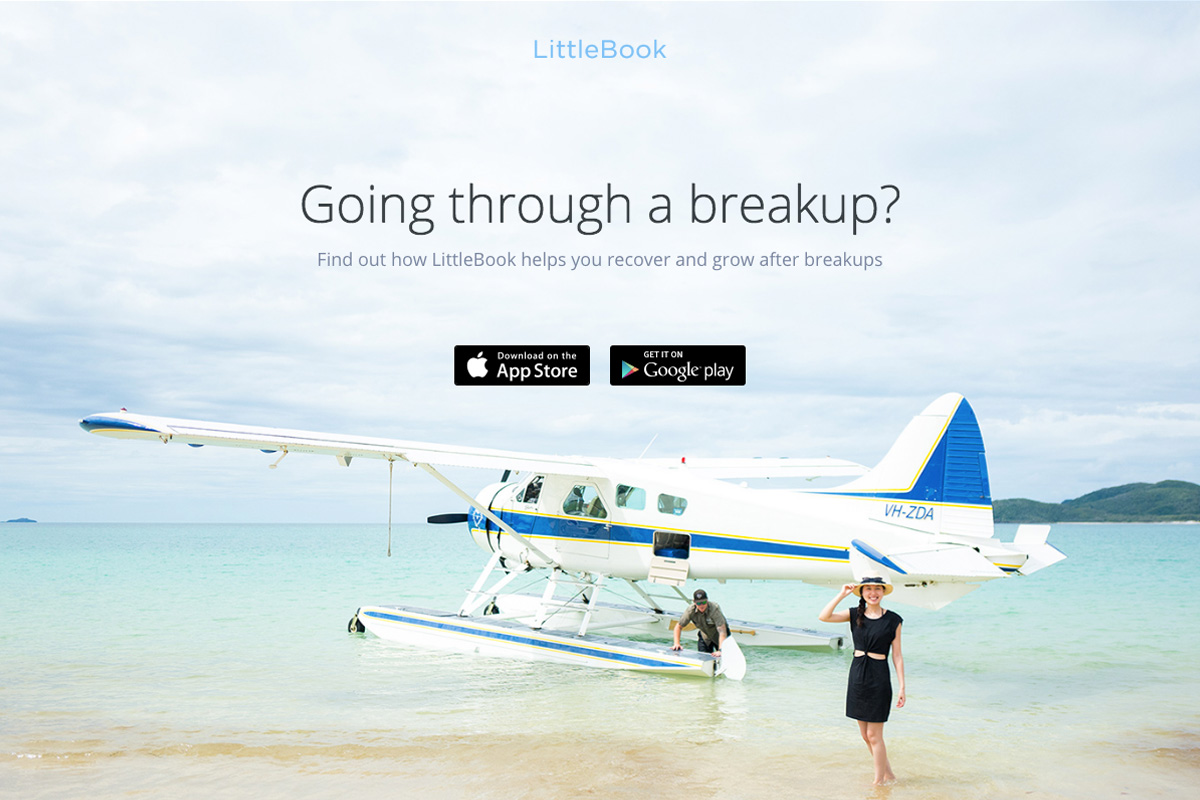 LittleBook
Going through a breakup?
Find out how LittleBook helps you recover and grow after breakups
Download on the
App Store
GET IT ON
Google play
VH-ZDA